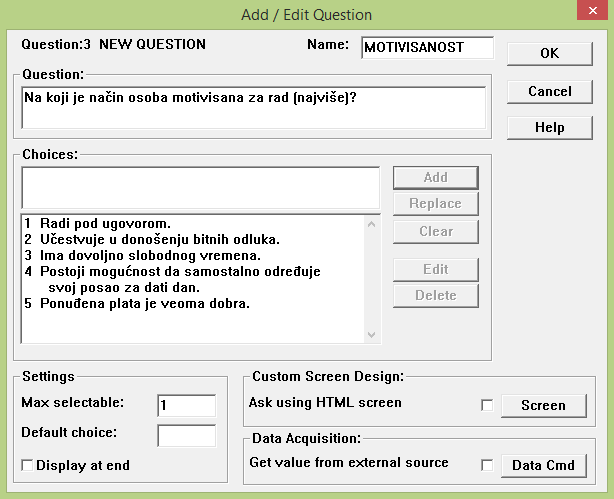 Add / Edit Question
x
Question:3 NEW QUESTION
Name:
MOTIVISANOST
OK
Question:
Na koji je način osoba motivisana za rad (najviše)?
Cancel
Help
Choices:
Add
Replace
Clear
Edit
Delete
1 Radi pod ugovorom.
2 Učestvuje u donošenju bitnih odluka.
3 Ima dovoljno slobodnog vremena.
4 Postoji mogućnost da samostalno određuje
svoj posao za dati dan.
5 Ponuđena plata je veoma dobra.
Settings
Max selectable:
1
Default choice:
Display at end
Custom Screen Design:
Ask using HTML screen
Screen
Data Acquisition:
Get value from external source
Data Cmd